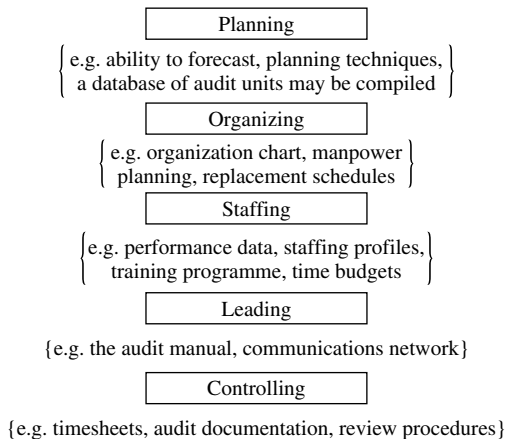 Planning
{e.g. ability to forecast, planning techniques,
a database of audit units may be compiled}
Organizing
{e.g. organization chart, manpower
planning, replacement schedules}
Staffing
{e.g. performance data, staffing profiles,
training programme, time budgets}
Leading
{e.g. the audit manual, communications network}
Controlling
{e.g. timesheets, audit documentation, review procedures}